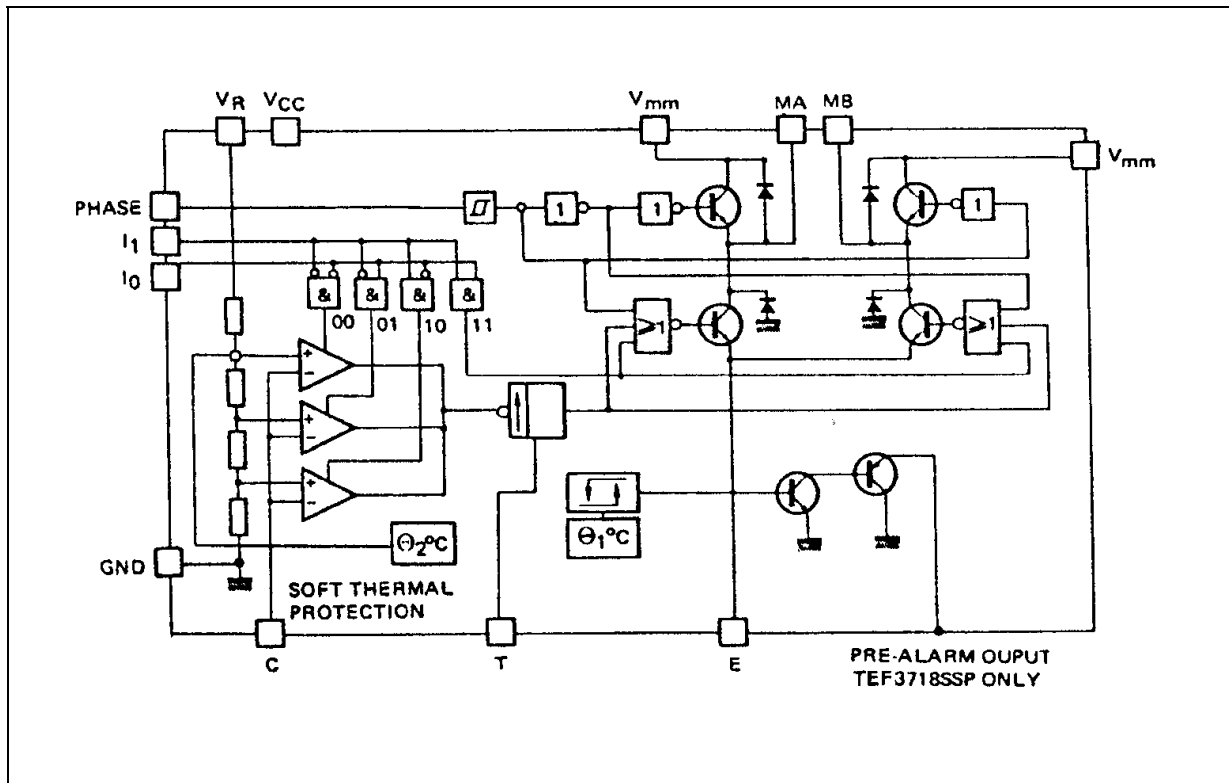 VR VCC Vmm MA MB
Vmm
PHASE
1 1 1
I1
I0
& & & &
00 01 10 11
≥1 ≥1
+
−
+
−
+
−
Θ2°C
Θ1°C
GND
SOFT THERMAL
PROTECTION
C T E
PRE-ALARM OUPUT
TEF3718SSP ONLY